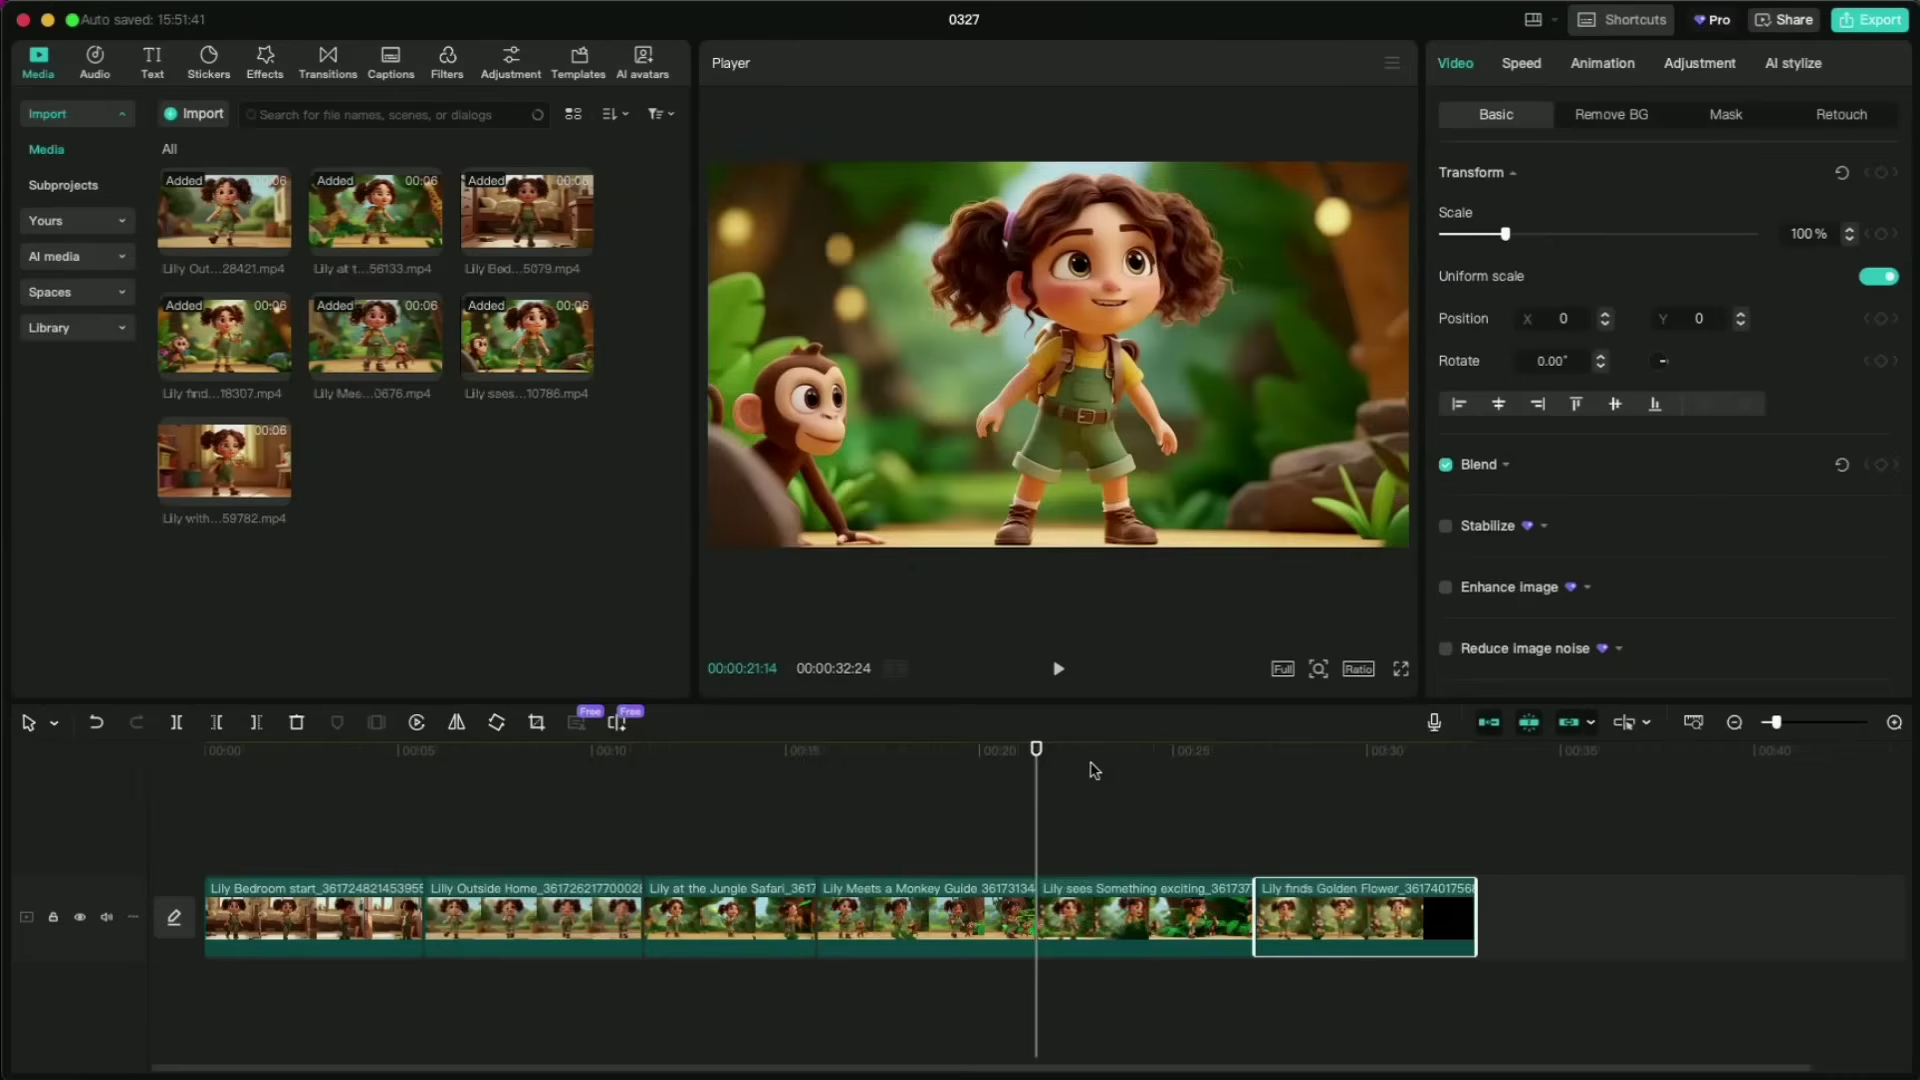 Auto saved: 15:51:41
0327
Shortcuts
Pro
Share
Export
Media
Audio
Text
Stickers
Effects
Transitions
Captions
Filters
Adjustment
Templates
AI avatars
Player
Video
Speed
Animation
Adjustment
AI stylize
Import
Import
Search for file names, scenes, or dialogs
Basic
Remove BG
Mask
Retouch
Media
All
Subprojects
Yours
AI media
Spaces
Library
Added
00:06
Added
00:06
Added
00:06
Lilly Out...28421.mp4
Lily at t...56133.mp4
Lily Bed...5079.mp4
Added
00:06
Added
00:06
Added
00:06
Lily find...18307.mp4
Lily Mee...0676.mp4
Lily sees...10786.mp4
00:06
Lily with...59782.mp4
Transform
Scale
100%
Uniform scale
Position
X 0
Y 0
Rotate
0.00°
Blend
Stabilize
Enhance image
Reduce image noise
00:00:21:14
00:00:32:24
Full
Ratio
Free
Free
00:00
00:05
00:10
00:15
00:20
00:25
00:30
00:35
00:40
Lily Bedroom start_361724821453955
Lily Outside Home_361726217700028
Lily at the Jungle Safari_3617
Lily Meets a Monkey Guide 36173134
Lily sees Something exciting_361737
Lily finds Golden Flower_3617401756